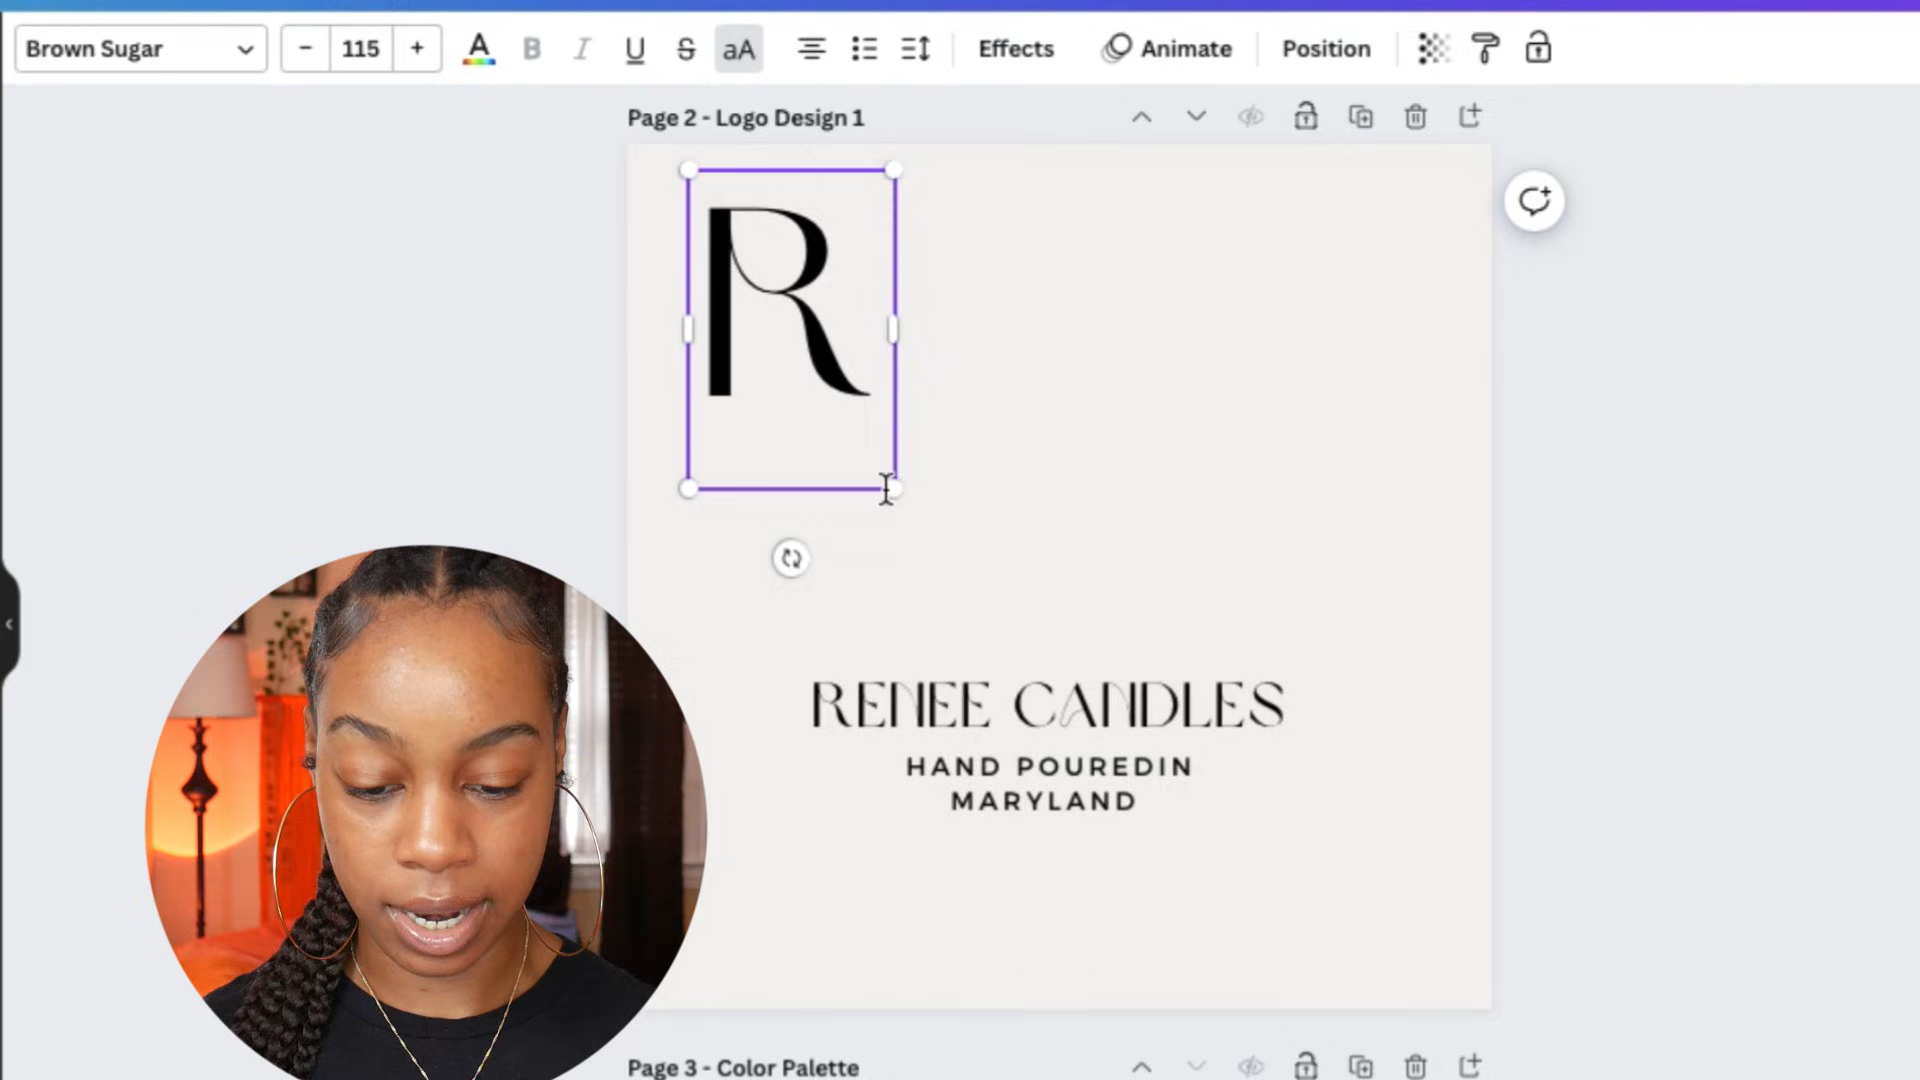 Brown Sugar
– 115 +
A B I U S aA Effects Animate Position
Page 2 - Logo Design 1
R
RENEE CANDLES
HAND POUREDIN
MARYLAND
Page 3 - Color Palette